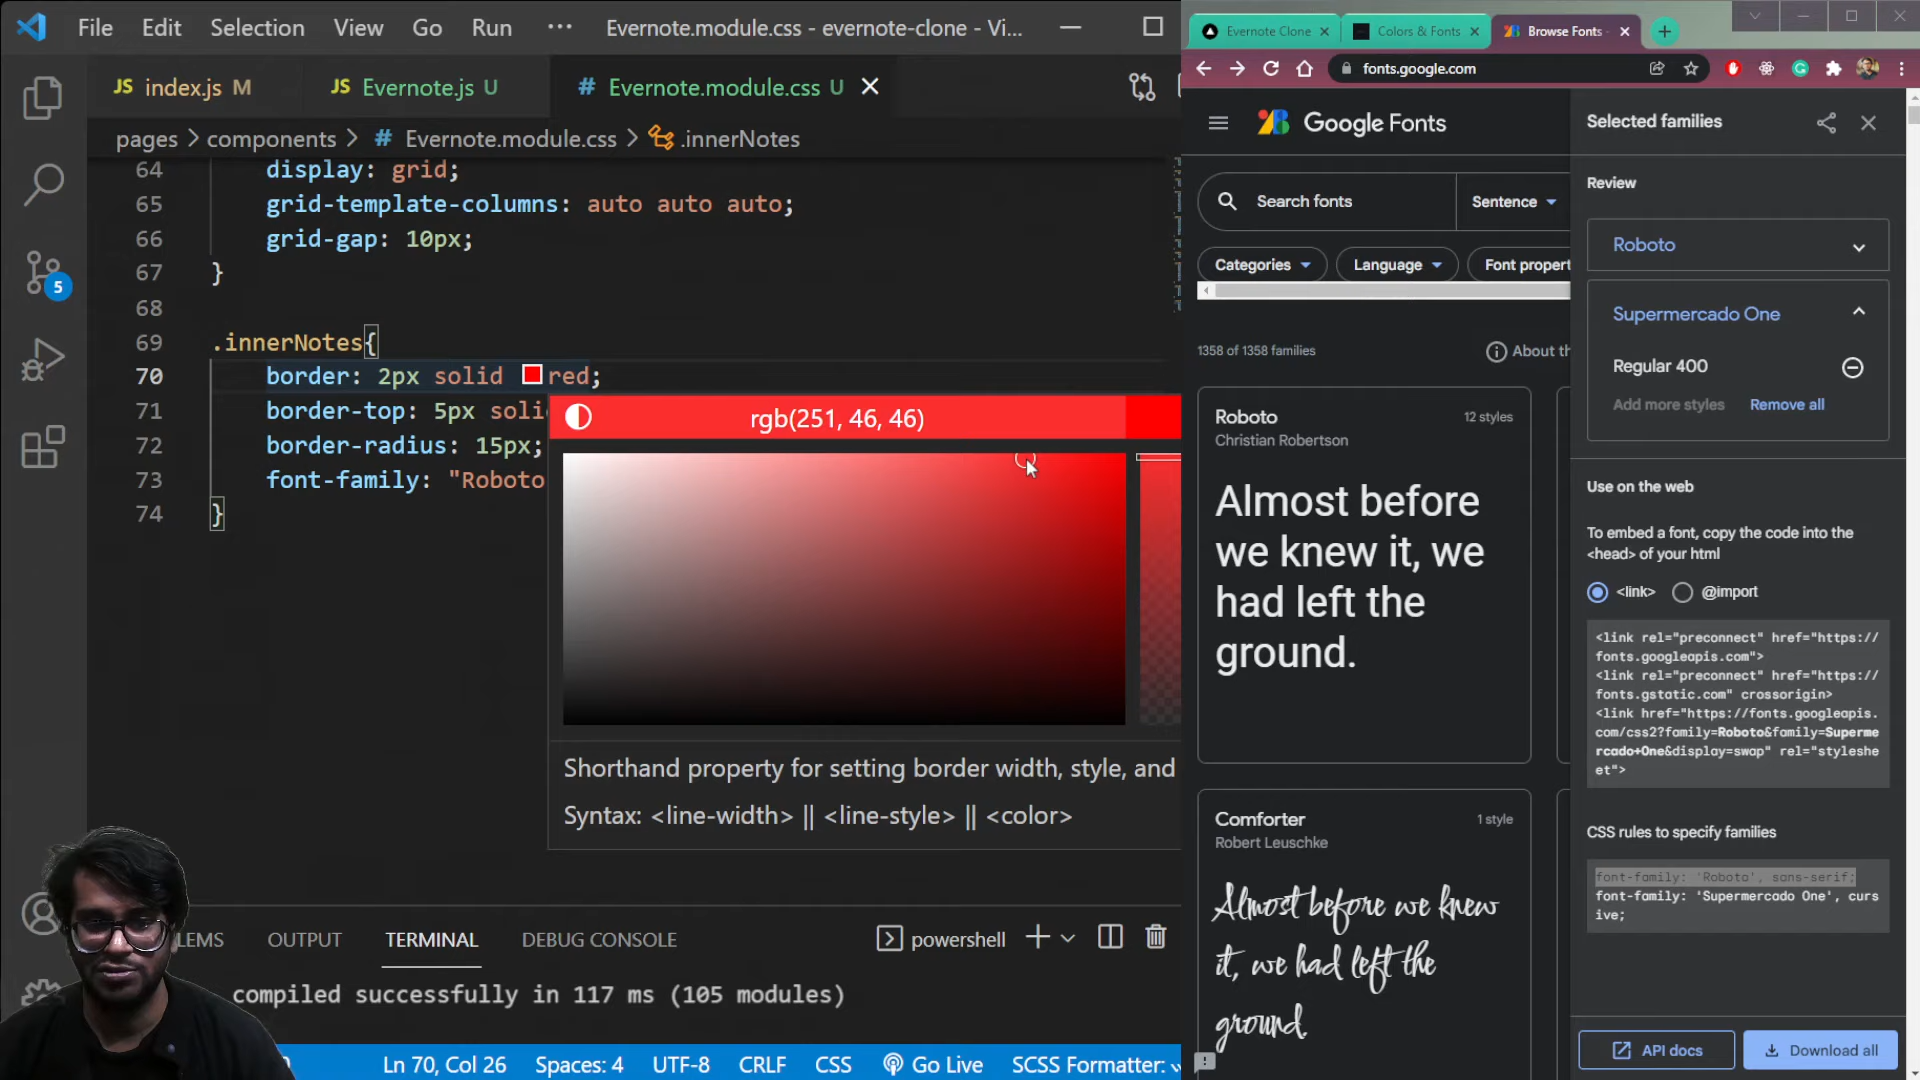 File Edit Selection View Go Run ··· Evernote.module.css - evernote-clone - Vi...
JS index.js M JS Evernote.js U # Evernote.module.css U
pages > components > # Evernote.module.css > .innerNotes
64 display: grid;
65 grid-template-columns: auto auto auto;
66 grid-gap: 10px;
67 }
68
69 .innerNotes{
70 border: 2px solid red;
71 border-top: 5px soli
72 border-radius: 15px;
73 font-family: "Roboto
74 }
rgb(251, 46, 46)
Shorthand property for setting border width, style, and
Syntax: <line-width> || <line-style> || <color>
5
LEMS OUTPUT TERMINAL DEBUG CONSOLE powershell
compiled successfully in 117 ms (105 modules)
Ln 70, Col 26 Spaces: 4 UTF-8 CRLF CSS Go Live SCSS Formatter:
Evernote Clone Colors & Fonts Browse Fonts -
fonts.google.com
Google Fonts
Search fonts Sentence
Categories Language Font propert
1358 of 1358 families About th
Roboto 12 styles
Christian Robertson
Almost before
we knew it, we
had left the
ground.
Comforter 1 style
Robert Leuschke
Almost before we knew
it, we had left the
ground.
Selected families
Review
Roboto
Supermercado One
Regular 400
Add more styles Remove all
Use on the web
To embed a font, copy the code into the
<head> of your html
<link> @import
<link rel="preconnect" href="https://
fonts.googleapis.com">
<link rel="preconnect" href="https://
fonts.gstatic.com" crossorigin>
<link href="https://fonts.googleapis.
com/css2?family=Roboto&family=Superme
rcado+One&display=swap" rel="styleshe
et">
CSS rules to specify families
font-family: 'Roboto', sans-serif;
font-family: 'Supermercado One', curs
ive;
API docs Download all